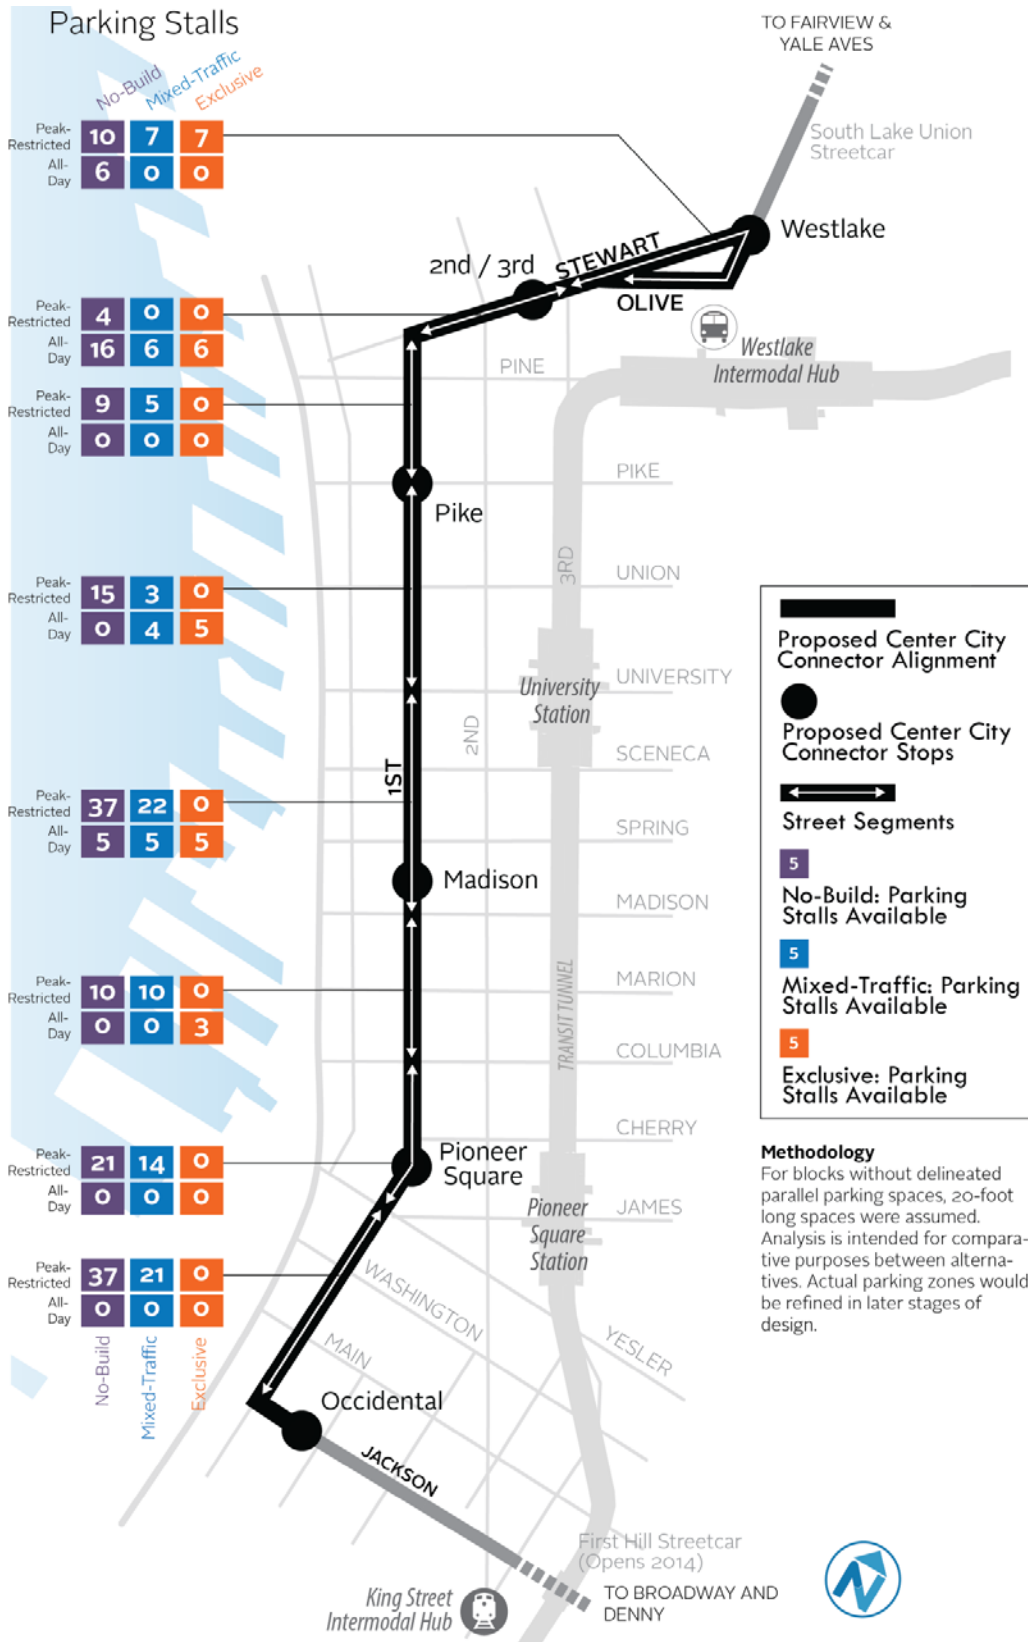 Parking Stalls
No-Build
Mixed-Traffic
Exclusive
Peak-
Restricted
10 7 7
All-
Day
6 0 0
Peak-
Restricted
4 0 0
All-
Day
16 6 6
Peak-
Restricted
9 5 0
All-
Day
0 0 0
Peak-
Restricted
15 3 0
All-
Day
0 4 5
Peak-
Restricted
37 22 0
All-
Day
5 5 5
Peak-
Restricted
10 10 0
All-
Day
0 0 3
Peak-
Restricted
21 14 0
All-
Day
0 0 0
Peak-
Restricted
37 21 0
All-
Day
0 0 0
No-Build
Mixed-Traffic
Exclusive
TO FAIRVIEW &
YALE AVES
South Lake Union
Streetcar
Westlake
STEWART
2nd / 3rd
OLIVE
Westlake
Intermodal Hub
PINE
PIKE
Pike
3RD
UNION
UNIVERSITY
University
Station
2ND
1ST
SCENECA
SPRING
Madison
MADISON
MARION
TRANSIT TUNNEL
COLUMBIA
CHERRY
Pioneer
Square
JAMES
Pioneer
Square
Station
WASHINGTON
MAIN
YESLER
Occidental
JACKSON
First Hill Streetcar
(Opens 2014)
TO BROADWAY AND
DENNY
King Street
Intermodal Hub
Proposed Center City
Connector Alignment
Proposed Center City
Connector Stops
Street Segments
5
No-Build: Parking
Stalls Available
5
Mixed-Traffic: Parking
Stalls Available
5
Exclusive: Parking
Stalls Available
Methodology
For blocks without delineated
parallel parking spaces, 20-foot
long spaces were assumed.
Analysis is intended for compara-
tive purposes between alterna-
tives. Actual parking zones would
be refined in later stages of
design.
N